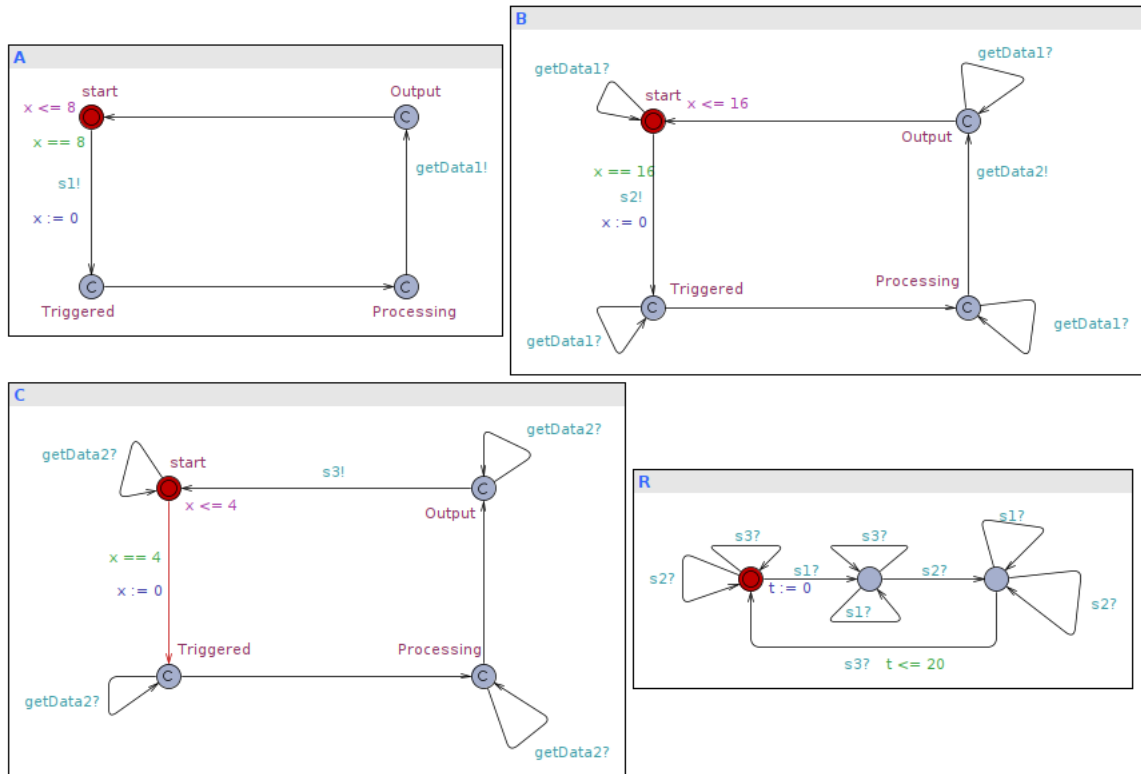 A
start
Output
x <= 8
x == 8
s1!
x := 0
getData1!
Triggered
Processing
B
getData1?
getData1?
start
x <= 16
Output
x == 16
s2!
x := 0
getData2!
Triggered
Processing
getData1?
getData1?
C
getData2?
getData2?
start
s3!
x <= 4
Output
x == 4
x := 0
Triggered
Processing
getData2?
getData2?
R
s1?
s3?
s3?
s2?
s1?
s2?
t := 0
s1?
s2?
s3?
t <= 20
C
C
C
C
C
C
C
C
C